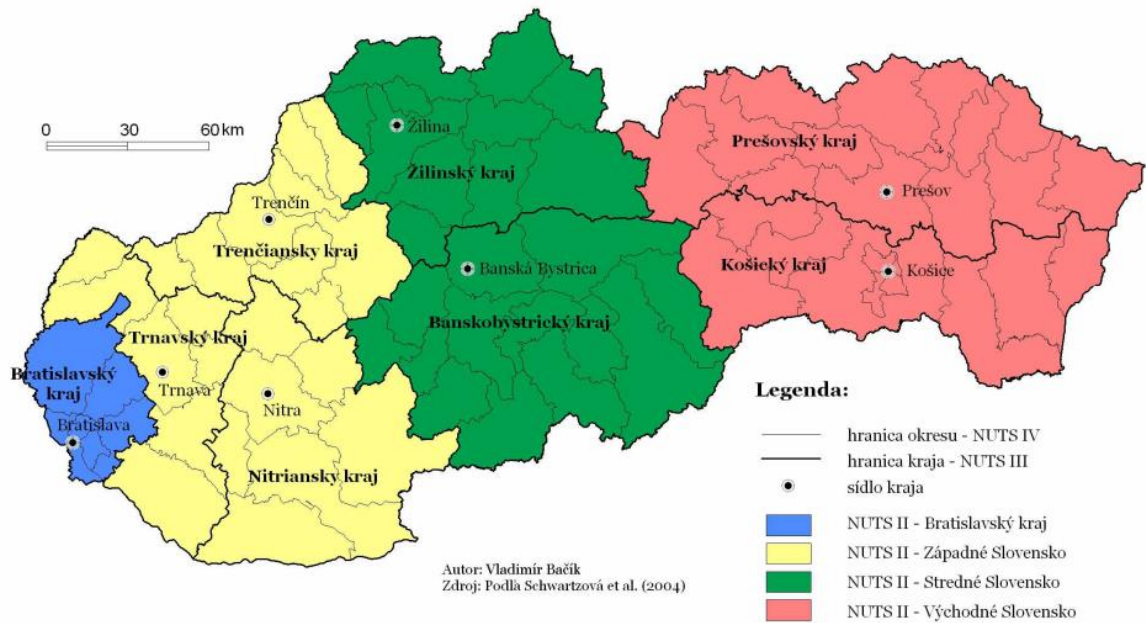 0 30 60 km
Žilina
Žilinský kraj
Prešovský kraj
Prešov
Trenčín
Trenčiansky kraj
Košický kraj
Košice
Banská Bystrica
Banskobystrický kraj
Trnavský kraj
Trnava
Bratislavský
kraj
Bratislava
Nitra
Nitriansky kraj
Legenda:
hranica okresu - NUTS IV
hranica kraja - NUTS III
sídlo kraja
NUTS II - Bratislavský kraj
NUTS II - Západné Slovensko
NUTS II - Stredné Slovensko
NUTS II - Východné Slovensko
Autor: Vladimír Bačík
Zdroj: Podľa Schwartzová et al. (2004)